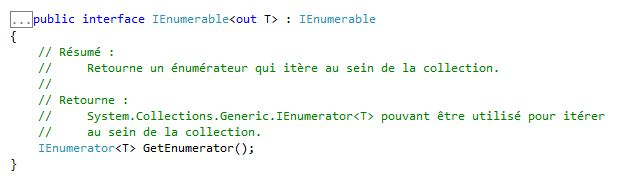 ...public interface IEnumerable<out T> : IEnumerable
{
    // Résumé :
    //     Retourne un énumérateur qui itère au sein de la collection.
    //
    // Retourne :
    //     System.Collections.Generic.IEnumerator<T> pouvant être utilisé pour itérer
    //     au sein de la collection.
    IEnumerator<T> GetEnumerator();
}